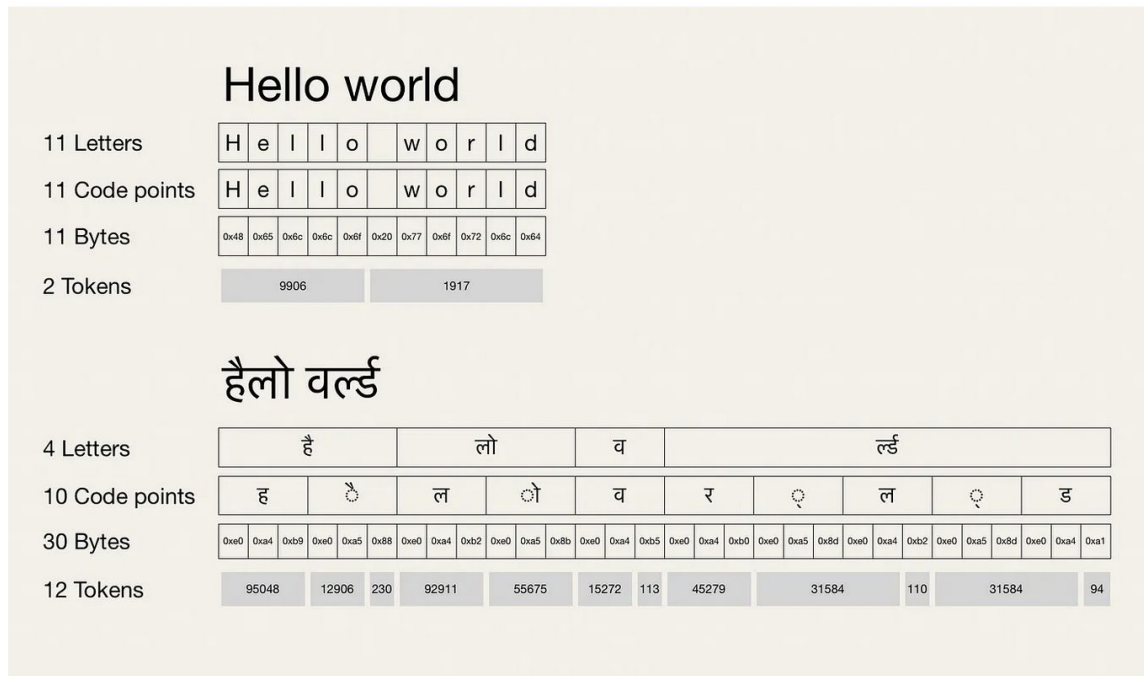 Hello world
11 Letters H e l l o w o r l d
11 Code points H e l l o w o r l d
11 Bytes 0x48 0x65 0x6c 0x6c 0x6f 0x20 0x77 0x6f 0x72 0x6c 0x64
2 Tokens 9906 1917
हैलो वर्ल्ड
4 Letters है लो व र्ल्ड
10 Code points ह ै ल ो व र ् ल ् ड
30 Bytes 0xe0 0xa4 0xb9 0xe0 0xa5 0x88 0xe0 0xa4 0xb2 0xe0 0xa5 0x8b 0xe0 0xa4 0xb5 0xe0 0xa4 0xb0 0xe0 0xa5 0x8d 0xe0 0xa4 0xb2 0xe0 0xa5 0x8d 0xe0 0xa4 0xa1
12 Tokens 95048 12906 230 92911 55675 15272 113 45279 31584 110 31584 94